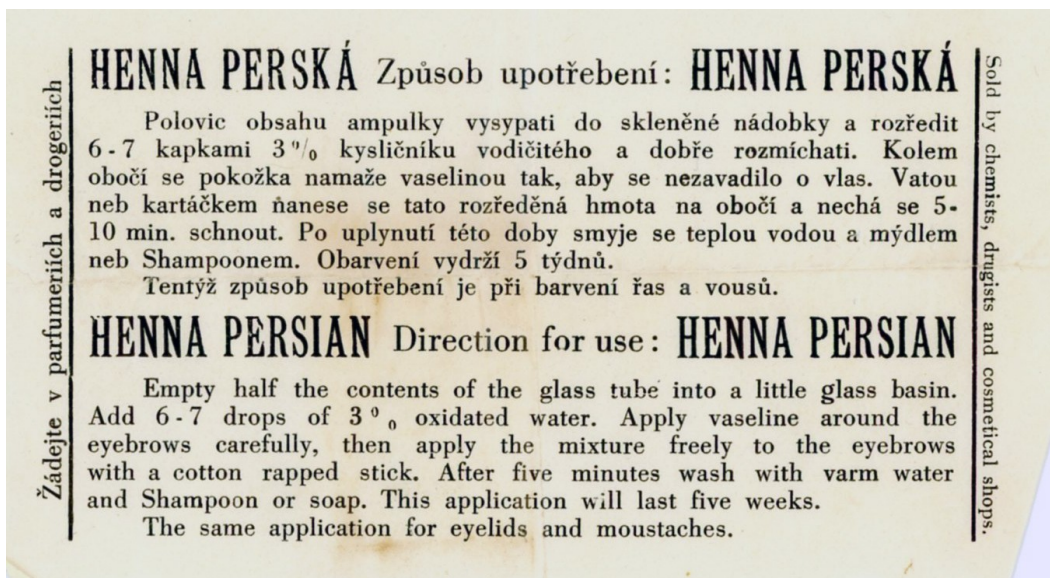 HENNA PERSKÁ Způsob upotřebení: HENNA PERSKÁ
Polovic obsahu ampulky vysypati do skleněné nádobky a rozředit
6-7 kapkami 3% kysličníku vodičitého a dobře rozmíchati. Kolem
obočí se pokožka namaže vaselinou tak, aby se nezavadilo o vlas. Vatou
neb kartáčkem ňanese se tato rozředěná hmota na obočí a nechá se 5-
10 min. schnout. Po uplynutí této doby smyje se teplou vodou a mýdlem
neb Shampoonem. Obarvení vydrží 5 týdnů.
Tentýž způsob upotřebení je při barvení řas a vousů.
HENNA PERSIAN Direction for use: HENNA PERSIAN
Empty half the contents of the glass tube into a little glass basin.
Add 6-7 drops of 3% oxidated water. Apply vaseline around the
eyebrows carefully, then apply the mixture freely to the eyebrows
with a cotton rapped stick. After five minutes wash with varm water
and Shampoon or soap. This application will last five weeks.
The same application for eyelids and moustaches.
Žádejte v parfumeriích a drogeriích
Sold by chemists, drugists and cosmetical shops.